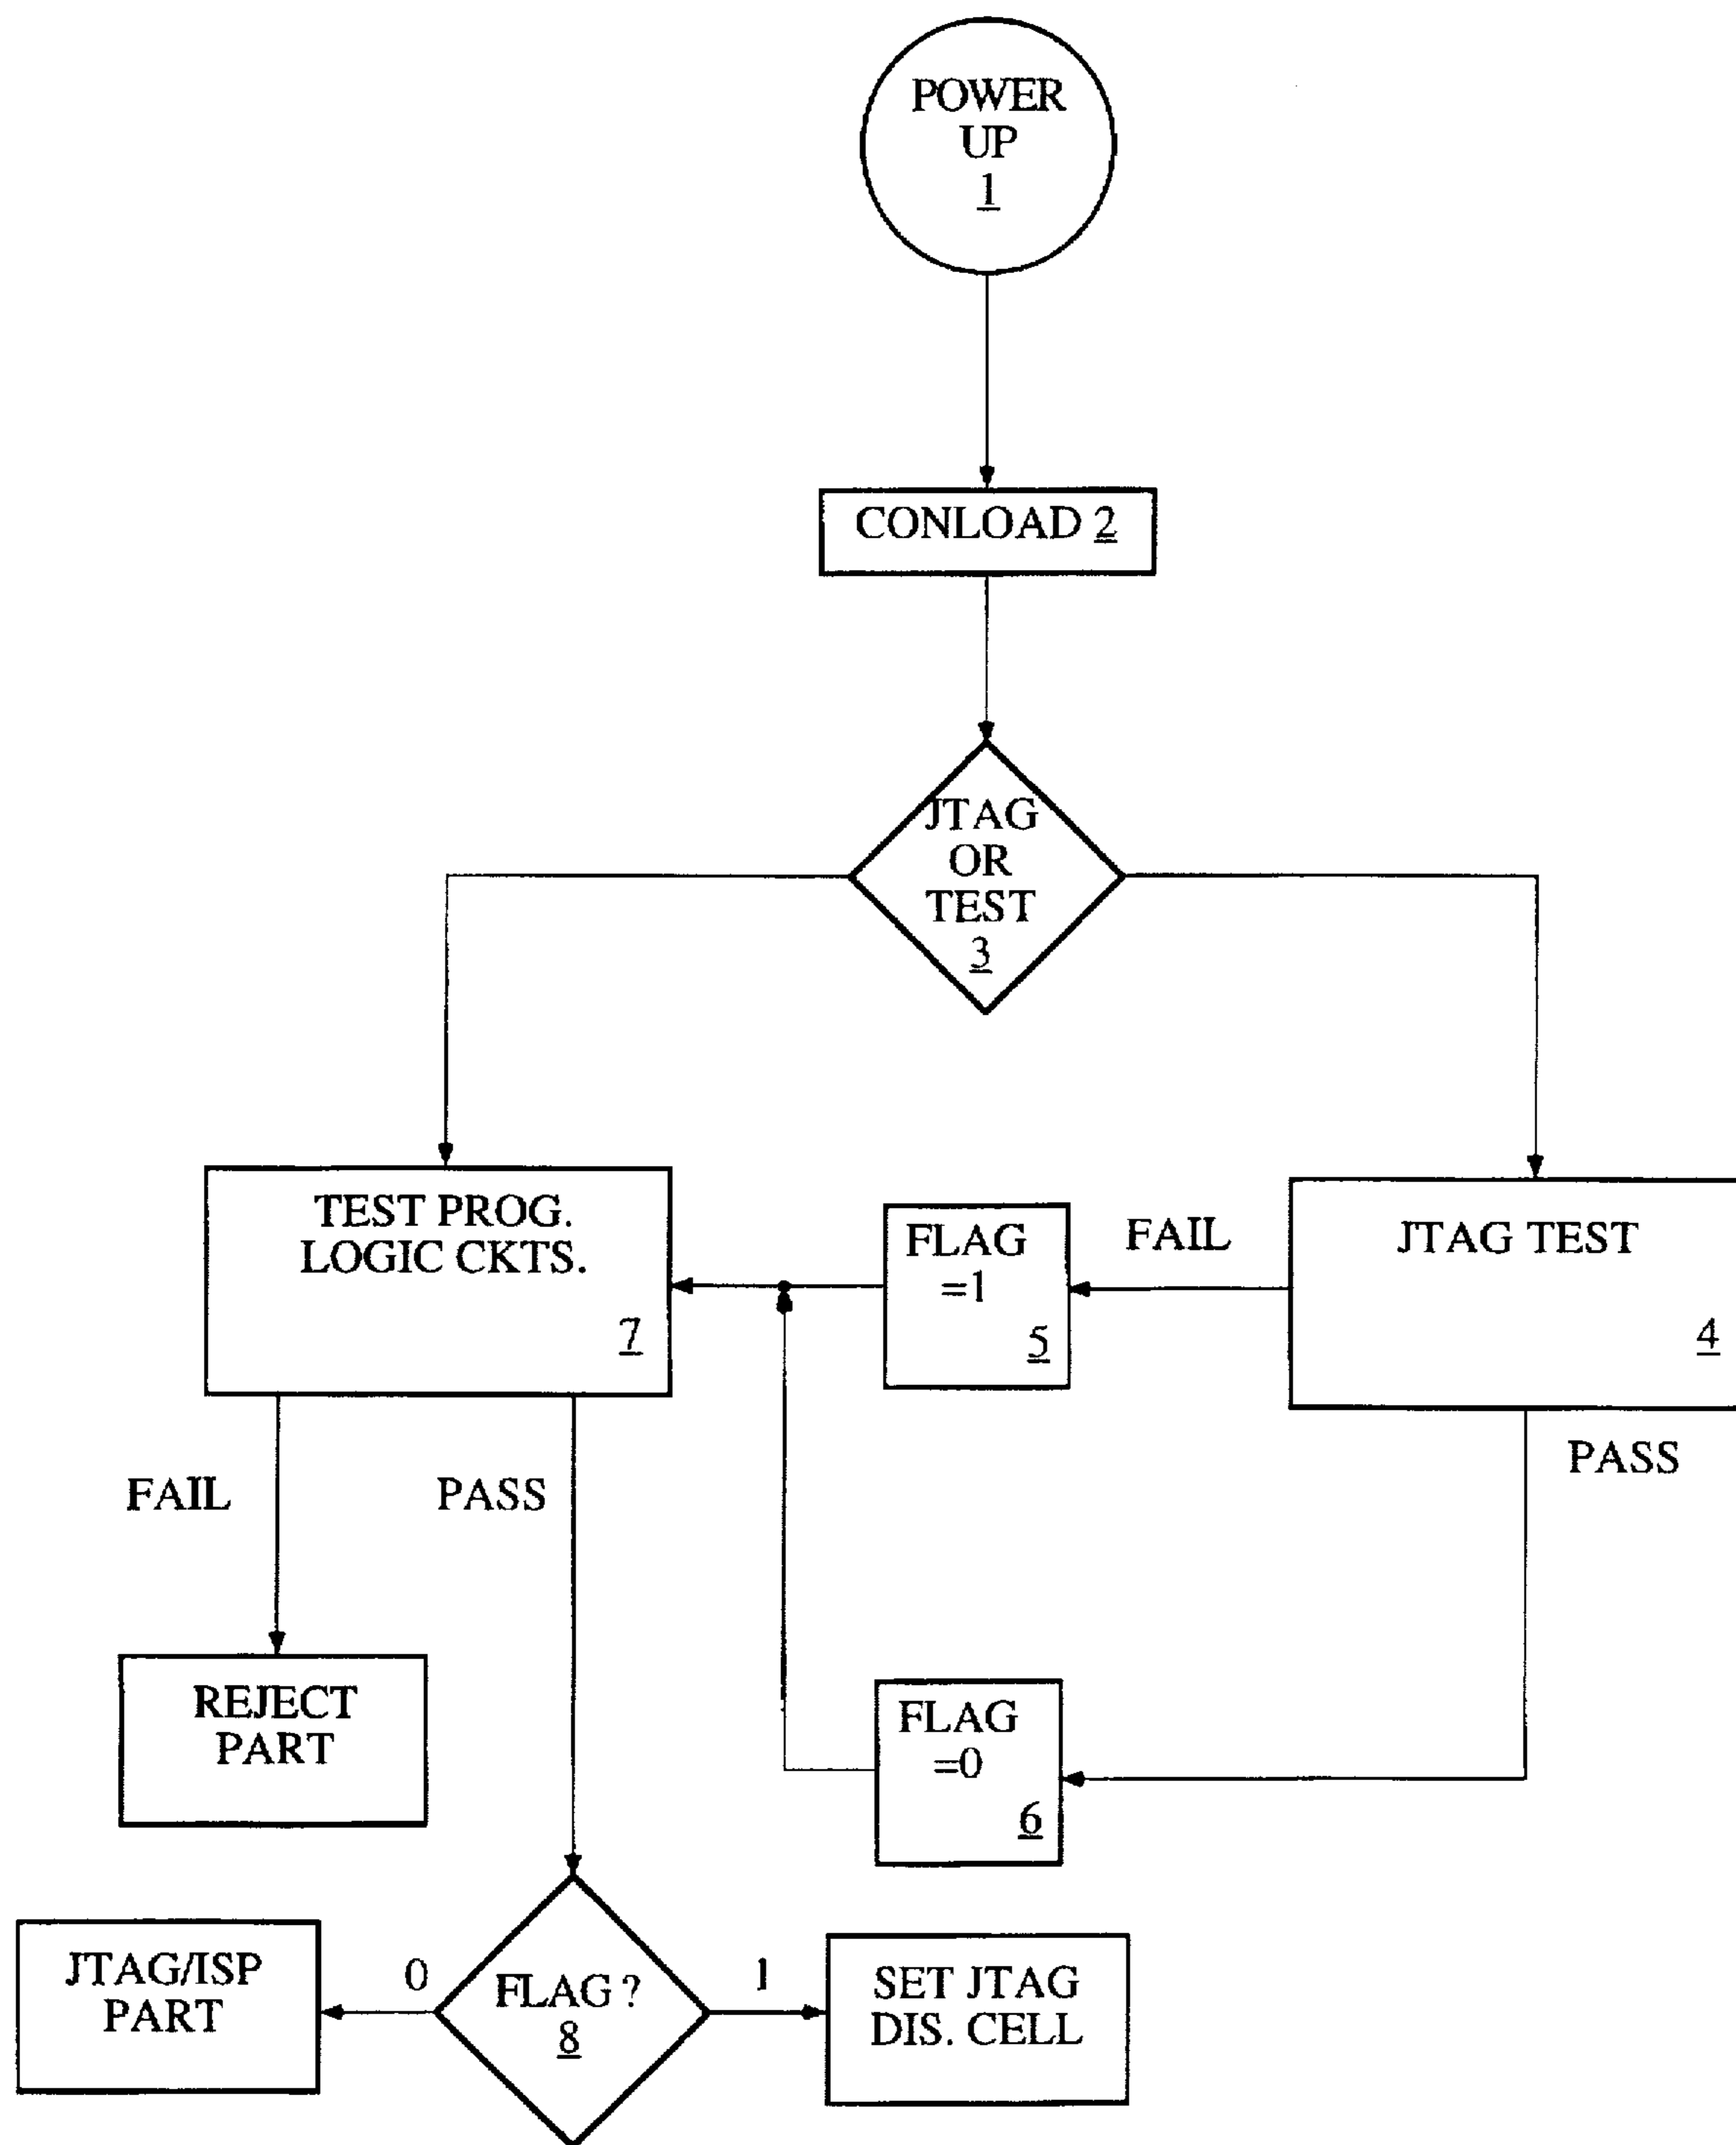 POWER
UP
1
CONLOAD 2
JTAG
OR
TEST
3
TEST PROG.
LOGIC CKTS.
7
FLAG
=1
5
FAIL
JTAG TEST
4
PASS
FAIL
PASS
REJECT
PART
FLAG
=0
6
JTAG/ISP
PART
0
FLAG ?
8
1
SET JTAG
DIS. CELL